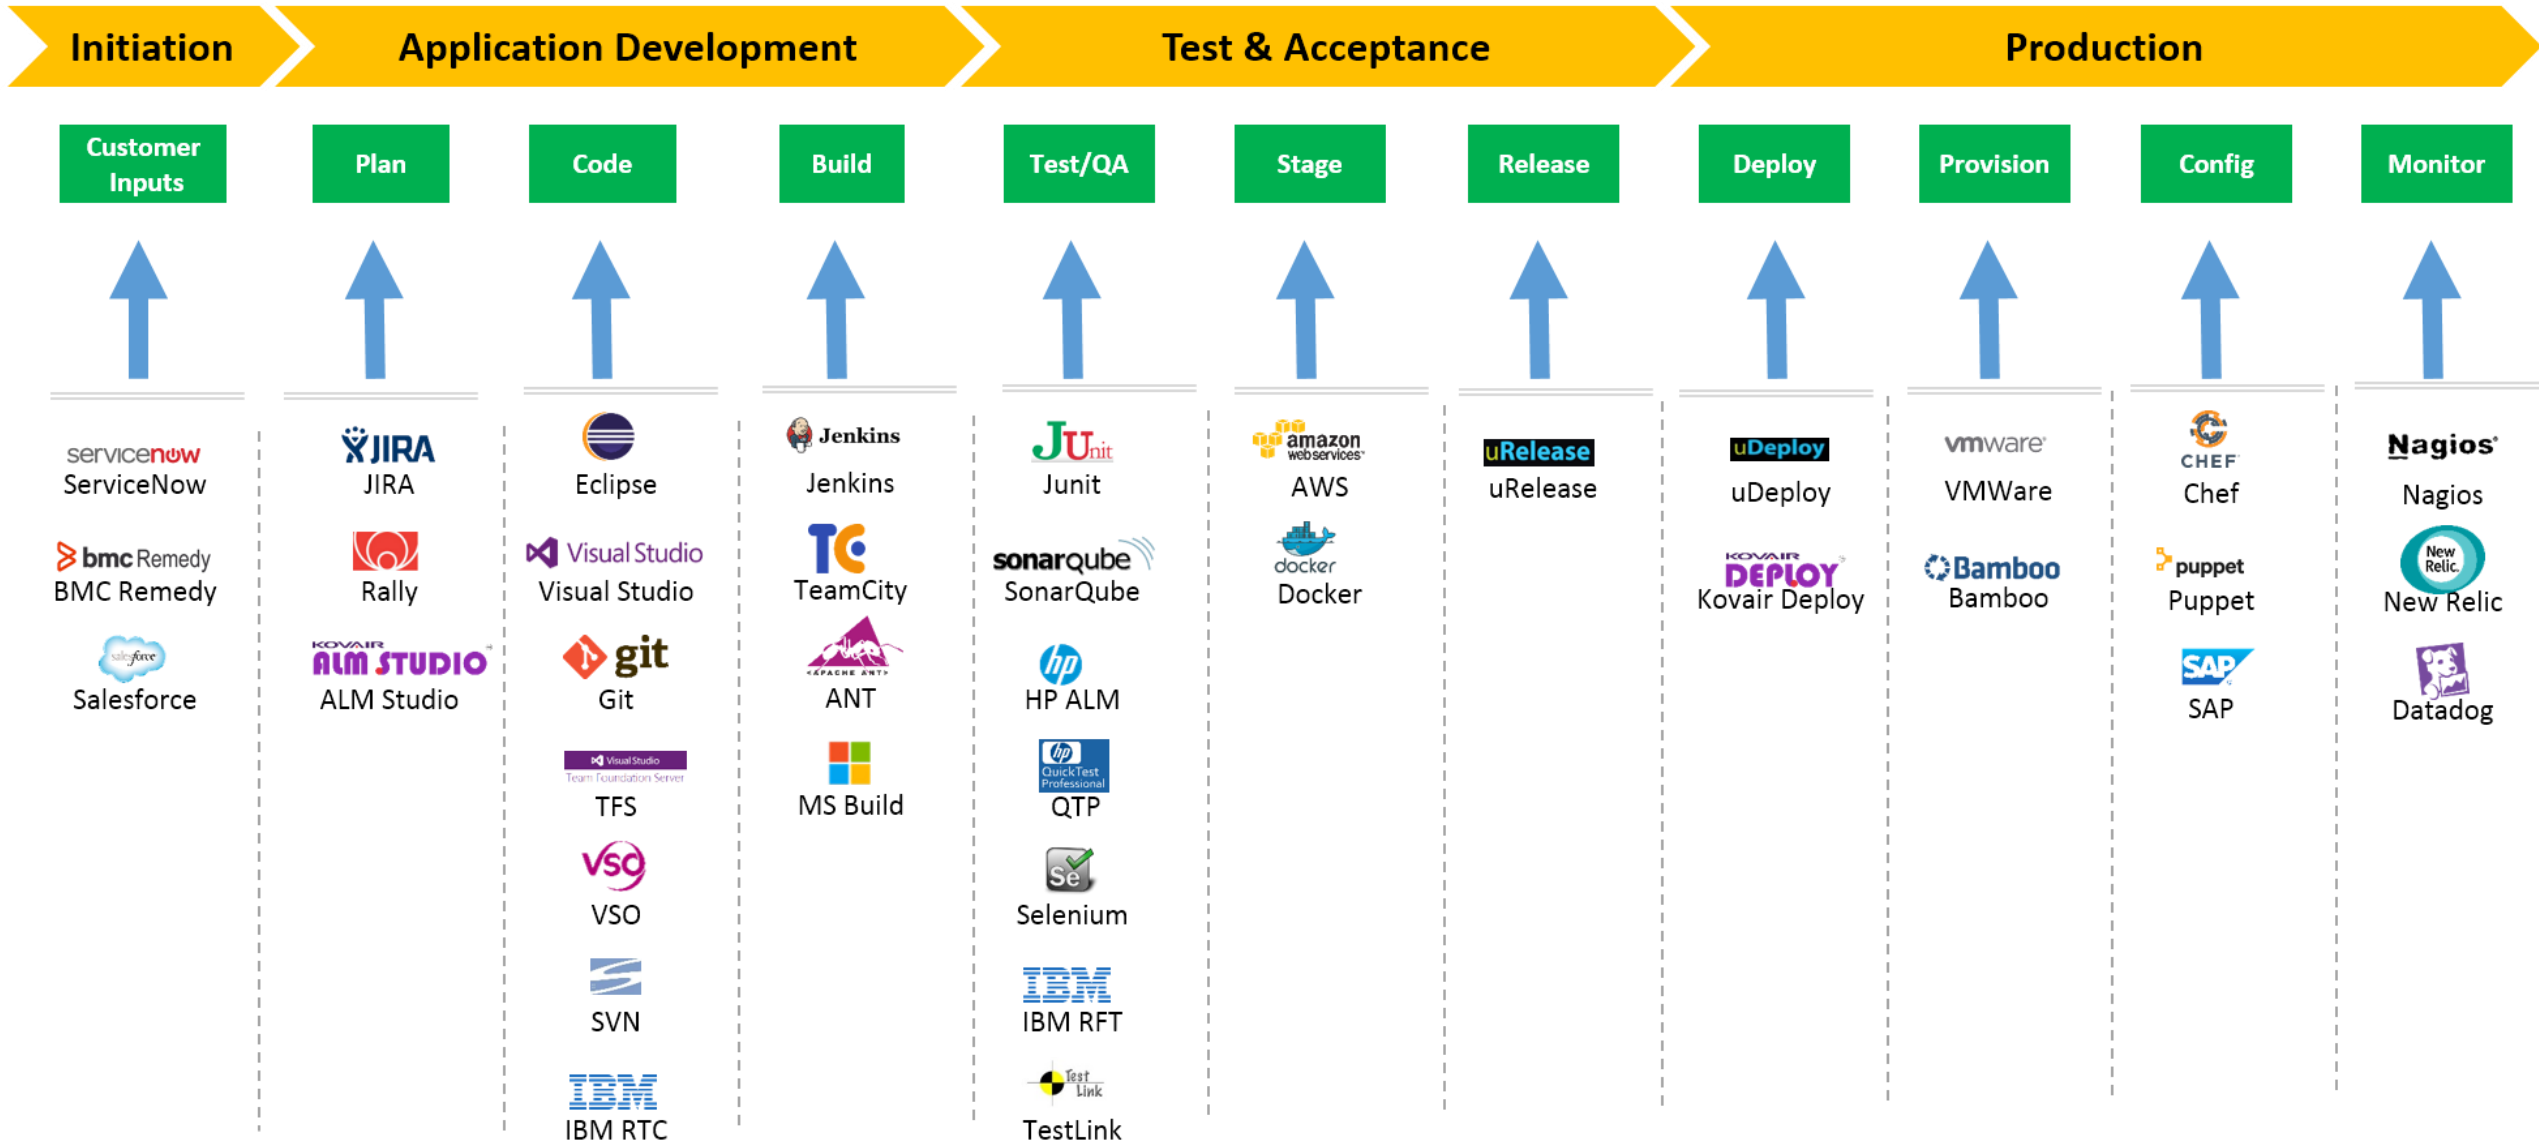 Initiation
Application Development
Test & Acceptance
Production
Customer
Inputs
Plan
Code
Build
Test/QA
Stage
Release
Deploy
Provision
Config
Monitor
servicenow
ServiceNow
bmc Remedy
BMC Remedy
salesforce
Salesforce
JIRA
JIRA
Rally
KOVAIR
ALM STUDIO
ALM Studio
Eclipse
Visual Studio
Visual Studio
git
Git
Visual Studio
Team Foundation Server
TFS
VSO
VSO
SVN
IBM
IBM RTC
Jenkins
Jenkins
TC
TeamCity
<APACHE ANT>
ANT
MS Build
JUnit
Junit
sonarqube
SonarQube
hp
HP ALM
hp
QuickTest
Professional
QTP
Se
Selenium
IBM
IBM RFT
Test
Link
TestLink
amazon
webservices™
AWS
docker
Docker
uRelease
uRelease
uDeploy
uDeploy
KOVAIR
DEPLOY™
Kovair Deploy
vmware®
VMWare
Bamboo
Bamboo
CHEF
Chef
puppet
Puppet
SAP
SAP
Nagios®
Nagios
New
Relic.
New Relic
Datadog